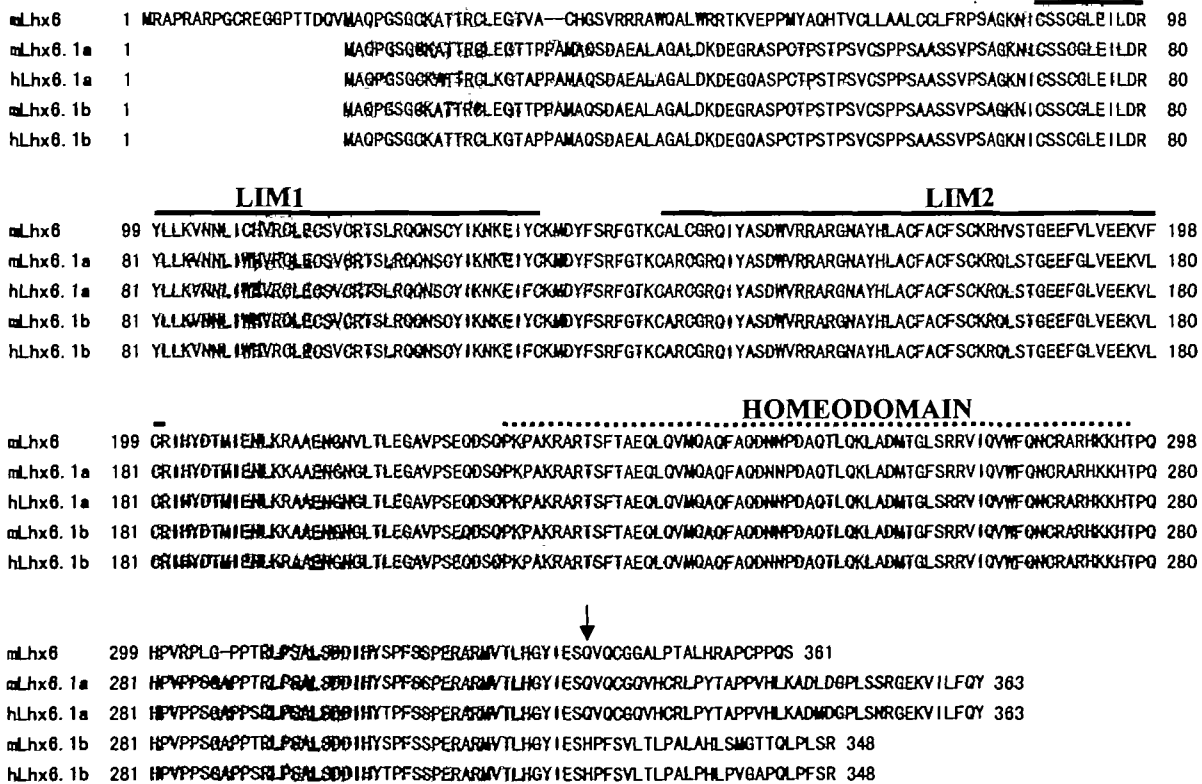 mLhx6 1 MRAPRARPGCREGGPTTDQVMAQPGSGCKATTRCLEGTVA--CHGSVRRRAWQALWRRTKVEPPMYAQHTVCLLAALCCLFRPSAGKNICSSCGLEILDR 98
mLhx6.1a 1 MAQPGSGCKATTRCLEGTTPPAMAQSDAEALAGALDKDEGRASPCTPSTPSVCSPPSAASSVPSAGKNICSSCGLEILDR 80
hLhx6.1a 1 MAQPGSGCKATTRCLKGTAPPAMAQSDAEALAGALDKDEGQASPCTPSTPSVCSPPSAASSVPSAGKNICSSCGLEILDR 80
mLhx6.1b 1 MAQPGSGCKATTRCLEGTTPPAMAQSDAEALAGALDKDEGRASPCTPSTPSVCSPPSAASSVPSAGKNICSSCGLEILDR 80
hLhx6.1b 1 MAQPGSGCKATTRCLKGTAPPAMAQSDAEALAGALDKDEGQASPCTPSTPSVCSPPSAASSVPSAGKNICSSCGLEILDR 80
LIM1 LIM2
mLhx6 99 YLLKVNNLICHVRCLECSVCRTSLRQQNSCYIKNKEIYCKMDYFSRFGTKCALCGRQIYASDWVRRARGNAYHLACFACFSCKRHVSTGEEFVLVEEKVF 198
mLhx6.1a 81 YLLKVNNLIWHVRCLECSVCRTSLRQQNSCYIKNKEIYCKMDYFSRFGTKCARCGRQIYASDWVRRARGNAYHLACFACFSCKRQLSTGEEFGLVEEKVL 180
hLhx6.1a 81 YLLKVNNLIWHVRCLECSVCRTSLRQQNSCYIKNKEIFCKMDYFSRFGTKCARCGRQIYASDWVRRARGNAYHLACFACFSCKRQLSTGEEFGLVEEKVL 180
mLhx6.1b 81 YLLKVNNLIWHVRCLECSVCRTSLRQQNSCYIKNKEIYCKMDYFSRFGTKCARCGRQIYASDWVRRARGNAYHLACFACFSCKRQLSTGEEFGLVEEKVL 180
hLhx6.1b 81 YLLKVNNLIWHVRCLECSVCRTSLRQQNSCYIKNKEIFCKMDYFSRFGTKCARCGRQIYASDWVRRARGNAYHLACFACFSCKRQLSTGEEFGLVEEKVL 180
HOMEODOMAIN
mLhx6 199 CRIHYDTMIENLKRAAENGNVLTLEGAVPSEQDSQPKPAKRARTSFTAEQLQVMQAQFAQDNNPDAQTLQKLADMTGLSRRVIQVWFQNCRARHKKHTPQ 298
mLhx6.1a 181 CRIHYDTMIENLKKAAENGNGLTLEGAVPSEQDSQPKPAKRARTSFTAEQLQVMQAQFAQDNNPDAQTLQKLADMTGFSRRVIQVWFQNCRARHKKHTPQ 280
hLhx6.1a 181 CRIHYDTMIENLKRAAENGNGLTLEGAVPSEQDSQPKPAKRARTSFTAEQLQVMQAQFAQDNNPDAQTLQKLADMTGLSRRVIQVWFQNCRARHKKHTPQ 280
mLhx6.1b 181 CRIHYDTMIENLKKAAENGNGLTLEGAVPSEQDSQPKPAKRARTSFTAEQLQVMQAQFAQDNNPDAQTLQKLADMTGFSRRVIQVWFQNCRARHKKHTPQ 280
hLhx6.1b 181 CRIHYDTMIENLKRAAENGNGLTLEGAVPSEQDSQPKPAKRARTSFTAEQLQVMQAQFAQDNNPDAQTLQKLADMTGLSRRVIQVWFQNCRARHKKHTPQ 280
mLhx6 299 HPVRPLG-PPTRLPSALSDDIHYSPFSSPERARMVTLHGYIESQVQCGGALPTALHRAPCPPQS 361
mLhx6.1a 281 HPVPPSGAPPTRLPSALSDDIHYSPFSSPERARMVTLHGYIESQVQCGQVHCRLPYTAPPVHLKADLDGPLSSRGEKVILFQY 363
hLhx6.1a 281 HPVPPSGAPPSRLPSALSDDIHYTPFSSPERARMVTLHGYIESQVQCGQVHCRLPYTAPPVHLKADMDGPLSNRGEKVILFQY 363
mLhx6.1b 281 HPVPPSGAPPTRLPSALSDDIHYSPFSSPERARMVTLHGYIESHPFSVLTLPALAHLSMGTTQLPLSR 348
hLhx6.1b 281 HPVPPSGAPPSRLPSALSDDIHYTPFSSPERARMVTLHGYIESHPFSVLTLPALPHLPVGAPQLPFSR 348